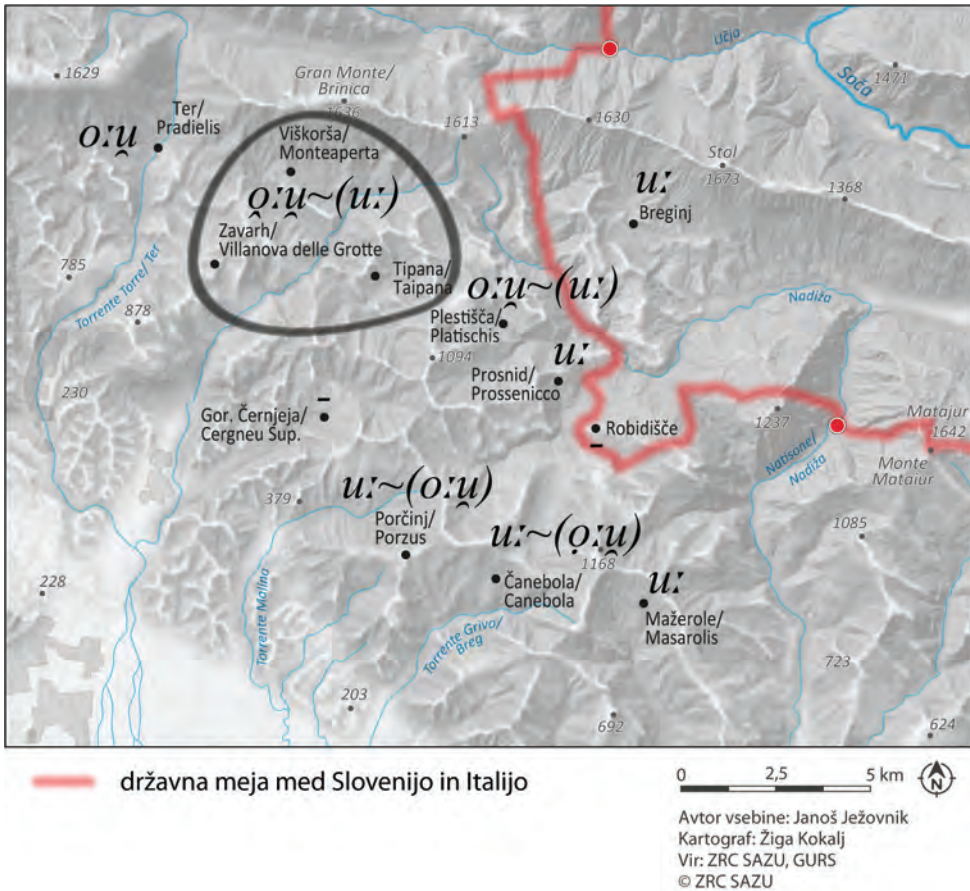 Učja
Soča
1629
1471
Gran Monte/
Brinica
1636
Ter/
Pradielis
oːu̯
1613
1630
Viškorša/
Monteaperta
Stol
1673
1368
uː
Breginj
o̯ːu̯~(uː)
Zavarh/
Villanova delle Grotte
Tipana/
Taipana
785
Torrente Torre/ Ter
878
oːu̯~(uː)
Plestišča/
Platischis
Nadiža
1094
uː
Prosnid/
Prossenicco
230
–
Gor. Černjeja/
Cergneu Sup.
Robidišče
–
1237
Matajur
1642
Monte
Matajur
Natisone/
Nadiža
uː~(oːu̯)
379
Porčinj/
Porzus
uː~(ọːu̯)
1168
1085
Čanebola/
Canebola
uː
Mažerole/
Masarolis
228
Torrente Malina
Torrente Griva/
Breg
723
203
692
624
državna meja med Slovenijo in Italijo
0 2,5 5 km
N
Avtor vsebine: Janoš Ježovnik
Kartograf: Žiga Kokalj
Vir: ZRC SAZU, GURS
© ZRC SAZU